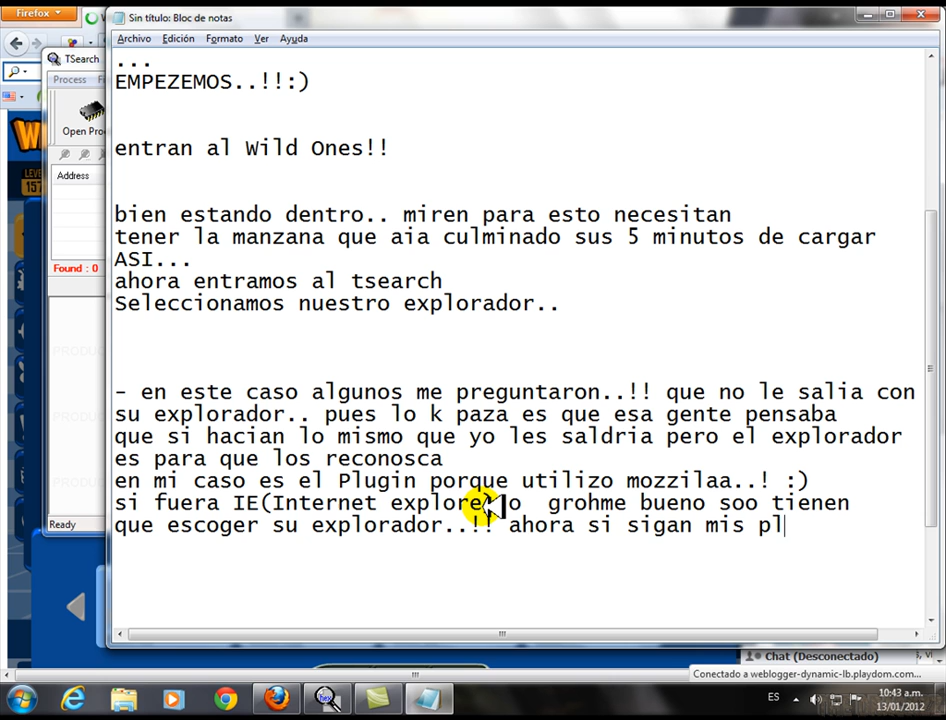 Firefox
Sin título: Bloc de notas
Archivo Edición Formato Ver Ayuda
TSearch
Process
Open Proc
Address
Found : 0
Ready
LEVE
157
...
EMPEZEMOS..!!:)
entran al Wild Ones!!
bien estando dentro.. miren para esto necesitan
tener la manzana que aia culminado sus 5 minutos de cargar
ASI...
ahora entramos al tsearch
Seleccionamos nuestro explorador..
- en este caso algunos me preguntaron..!! que no le salia con
su explorador.. pues lo k paza es que esa gente pensaba
que si hacian lo mismo que yo les saldria pero el explorador
es para que los reconosca
en mi caso es el Plugin porque utilizo mozzilaa..! :)
si fuera IE(Internet explore) o grohme bueno soo tienen
que escoger su explorador..!! ahora si sigan mis pl
Chat (Desconectado)
Conectado a weblogger-dynamic-lb.playdom.com...
hex
ES
10:43 a.m.
13/01/2012